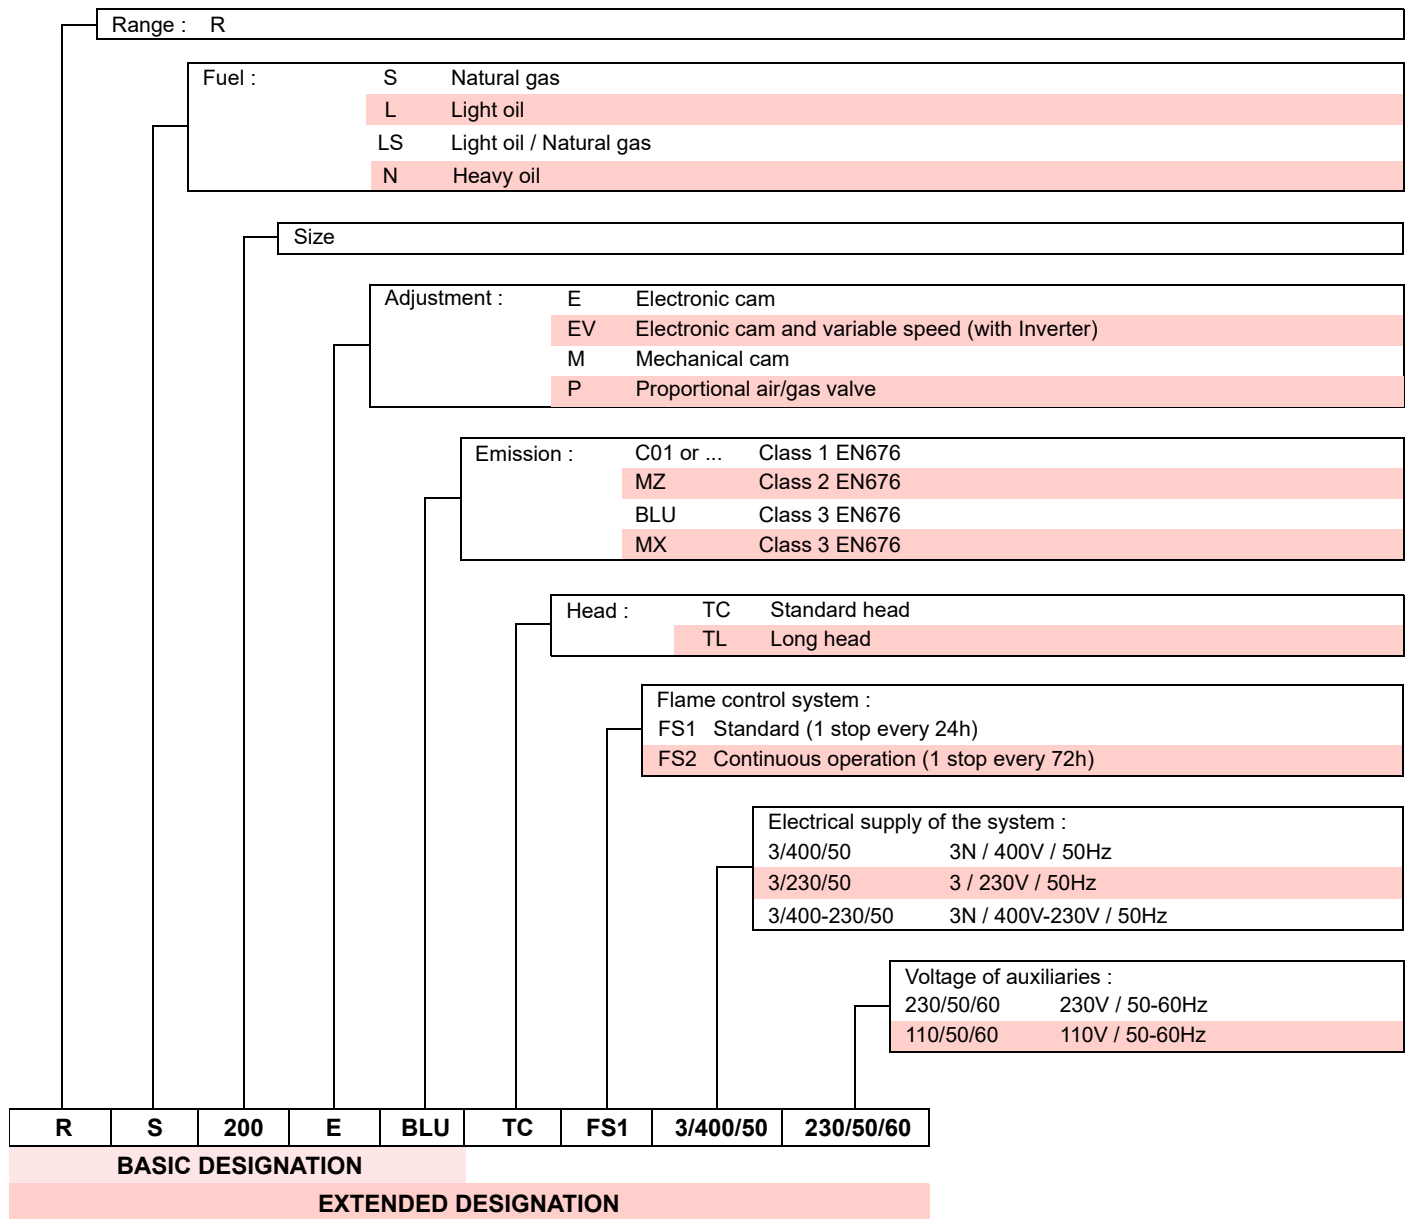 Range : R
Fuel : S Natural gas
L Light oil
LS Light oil / Natural gas
N Heavy oil
Size
Adjustment : E Electronic cam
EV Electronic cam and variable speed (with Inverter)
M Mechanical cam
P Proportional air/gas valve
Emission : C01 or ... Class 1 EN676
MZ Class 2 EN676
BLU Class 3 EN676
MX Class 3 EN676
Head : TC Standard head
TL Long head
Flame control system :
FS1 Standard (1 stop every 24h)
FS2 Continuous operation (1 stop every 72h)
Electrical supply of the system :
3/400/50 3N / 400V / 50Hz
3/230/50 3 / 230V / 50Hz
3/400-230/50 3N / 400V-230V / 50Hz
Voltage of auxiliaries :
230/50/60 230V / 50-60Hz
110/50/60 110V / 50-60Hz
R S 200 E BLU TC FS1 3/400/50 230/50/60
BASIC DESIGNATION
EXTENDED DESIGNATION